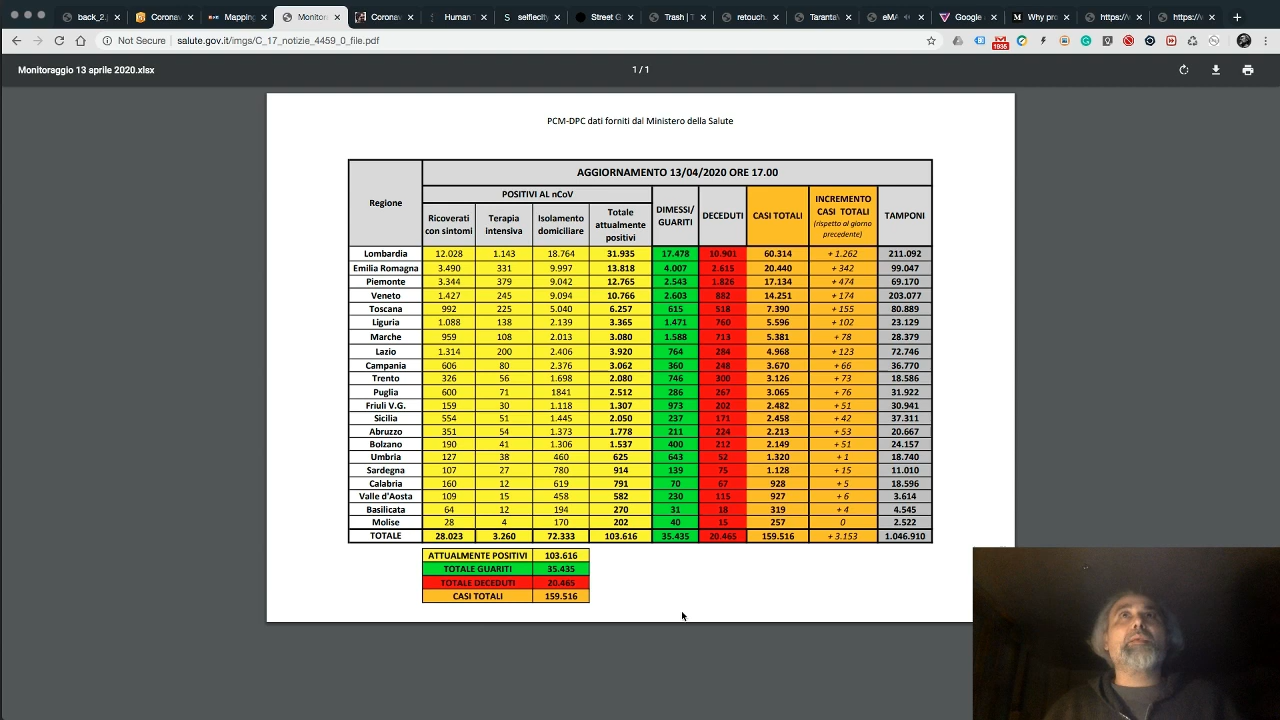 back_2.
Coronav
Mapping
Monitor
Coronav
Human
selfiecity
Street G
Trash | T
retouch.
TarantaV
eMA
Google
Why pro
https://v
https://v
Not Secure | salute.gov.it/imgs/C_17_notizie_4459_0_file.pdf
1935
Monitoraggio 13 aprile 2020.xlsx 1 / 1
PCM-DPC dati forniti dal Ministero della Salute
AGGIORNAMENTO 13/04/2020 ORE 17.00
Regione POSITIVI AL nCoV DIMESSI/ GUARITI DECEDUTI CASI TOTALI INCREMENTO CASI TOTALI (rispetto al giorno precedente) TAMPONI
Ricoverati con sintomi Terapia intensiva Isolamento domiciliare Totale attualmente positivi
Lombardia 12.028 1.143 18.764 31.935 17.478 10.901 60.314 + 1.262 211.092
Emilia Romagna 3.490 331 9.997 13.818 4.007 2.615 20.440 + 342 99.047
Piemonte 3.344 379 9.042 12.765 2.543 1.826 17.134 + 474 69.170
Veneto 1.427 245 9.094 10.766 2.603 882 14.251 + 174 203.077
Toscana 992 225 5.040 6.257 615 518 7.390 + 155 80.889
Liguria 1.088 138 2.139 3.365 1.471 760 5.596 + 102 23.129
Marche 959 108 2.013 3.080 1.588 713 5.381 + 78 28.379
Lazio 1.314 200 2.406 3.920 764 284 4.968 + 123 72.746
Campania 606 80 2.376 3.062 360 248 3.670 + 66 36.770
Trento 326 56 1.698 2.080 746 300 3.126 + 73 18.586
Puglia 600 71 1841 2.512 286 267 3.065 + 76 31.922
Friuli V.G. 159 30 1.118 1.307 973 202 2.482 + 51 30.941
Sicilia 554 51 1.445 2.050 237 171 2.458 + 42 37.311
Abruzzo 351 54 1.373 1.778 211 224 2.213 + 53 20.667
Bolzano 190 41 1.306 1.537 400 212 2.149 + 51 24.157
Umbria 127 38 460 625 643 52 1.320 + 1 18.740
Sardegna 107 27 780 914 139 75 1.128 + 15 11.010
Calabria 160 12 619 791 70 67 928 + 5 18.596
Valle d'Aosta 109 15 458 582 230 115 927 + 6 3.614
Basilicata 64 12 194 270 31 18 319 + 4 4.545
Molise 28 4 170 202 40 15 257 0 2.522
TOTALE 28.023 3.260 72.333 103.616 35.435 20.465 159.516 + 3.153 1.046.910
ATTUALMENTE POSITIVI 103.616
TOTALE GUARITI 35.435
TOTALE DECEDUTI 20.465
CASI TOTALI 159.516